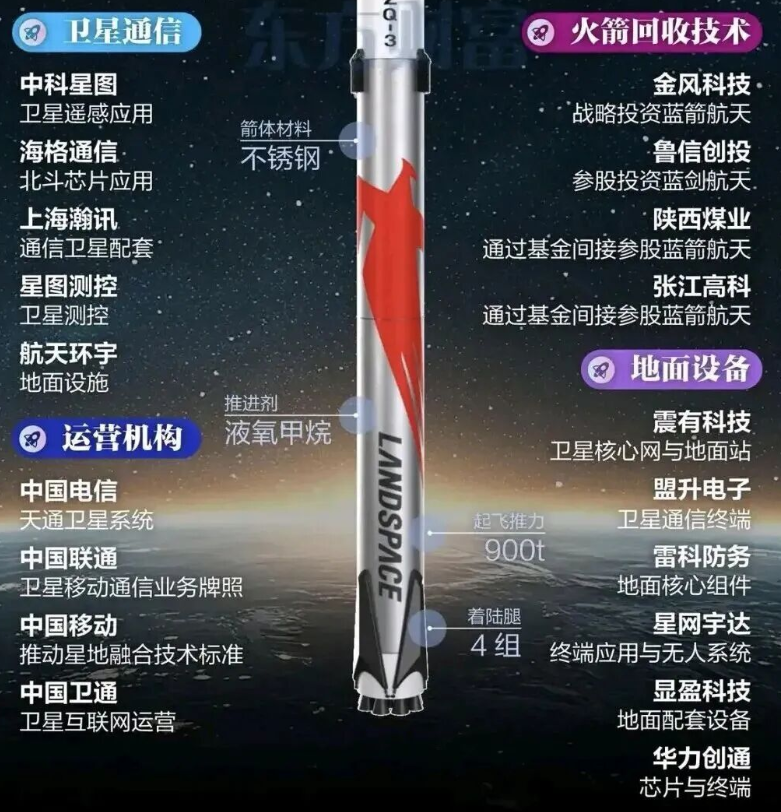 卫星通信
中科星图
卫星遥感应用
海格通信
北斗芯片应用
上海瀚讯
通信卫星配套
星图测控
卫星测控
航天环宇
地面设施
运营机构
中国电信
天通卫星系统
中国联通
卫星移动通信业务牌照
中国移动
推动星地融合技术标准
中国卫通
卫星互联网运营
东方财富
ZQ-3
箭体材料
不锈钢
推进剂
液氧甲烷
LANDSPACE
起飞推力
900t
着陆腿
4 组
火箭回收技术
金风科技
战略投资蓝箭航天
鲁信创投
参股投资蓝剑航天
陕西煤业
通过基金间接参股蓝箭航天
张江高科
通过基金间接参股蓝箭航天
地面设备
震有科技
卫星核心网与地面站
盟升电子
卫星通信终端
雷科防务
地面核心组件
星网宇达
终端应用与无人系统
显盈科技
地面配套设备
华力创通
芯片与终端